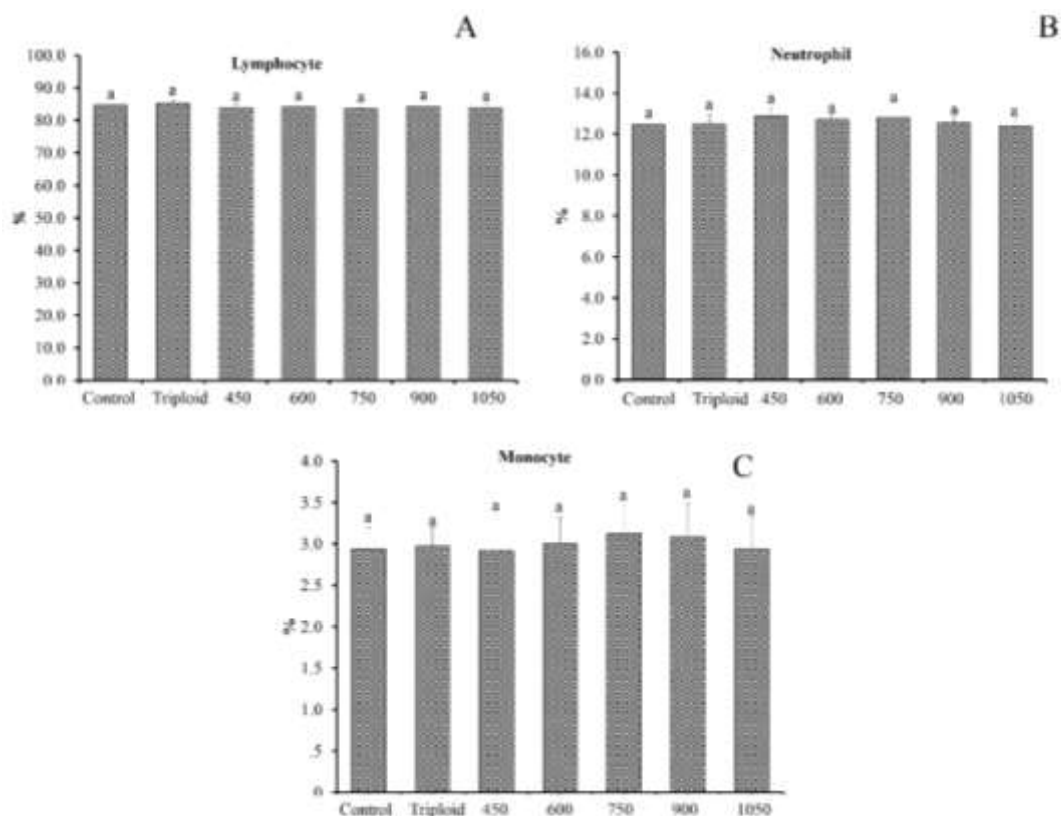 A
Lymphocyte
100.0
90.0
80.0
70.0
60.0
50.0
40.0
30.0
20.0
10.0
0.0
%
a a a a a a a
Control Triploid 450 600 750 900 1050
B
Neutrophil
16.0
14.0
12.0
10.0
8.0
6.0
4.0
2.0
0.0
%
a a a a a a a
Control Triploid 450 600 750 900 1050
C
Monocyte
4.0
3.5
3.0
2.5
2.0
1.5
1.0
.5
0
%
a a a a a a a
Control Triploid 450 600 750 900 1050